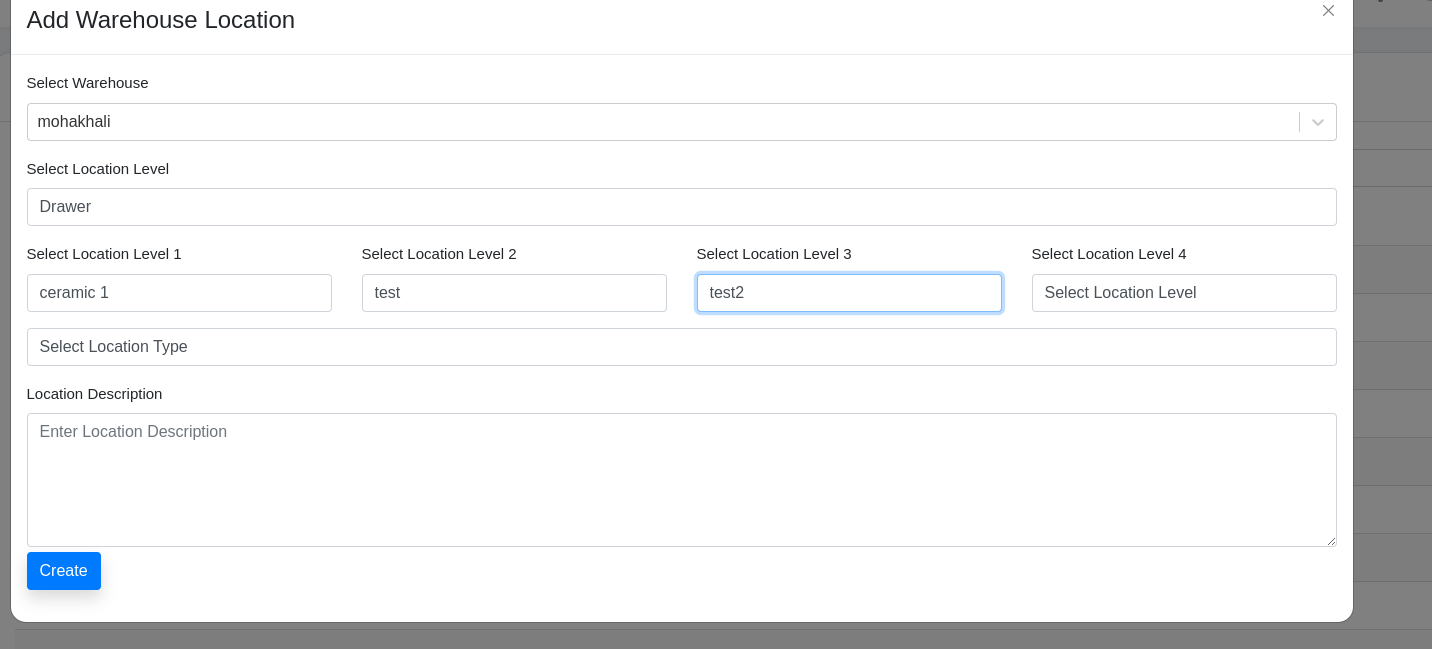 Add Warehouse Location
Select Warehouse
mohakhali
Select Location Level
Drawer
Select Location Level 1 Select Location Level 2 Select Location Level 3 Select Location Level 4
ceramic 1 test test2 Select Location Level
Select Location Type
Location Description
Enter Location Description
Create